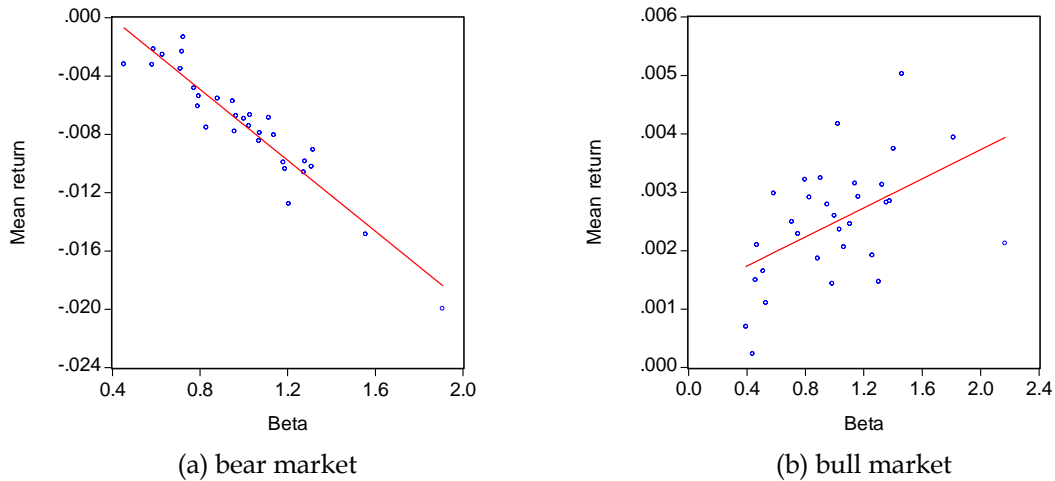 .000
-.004
-.008
-.012
-.016
-.020
-.024
Mean return
0.4 0.8 1.2 1.6 2.0
Beta
(a) bear market
.006
.005
.004
.003
.002
.001
.000
Mean return
0.0 0.4 0.8 1.2 1.6 2.0 2.4
Beta
(b) bull market